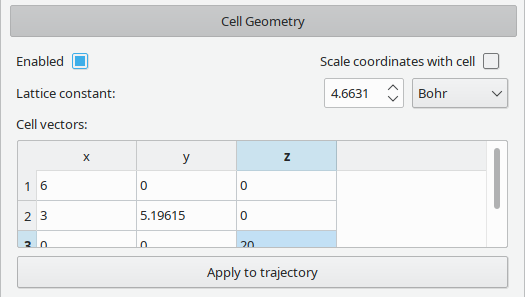 Cell Geometry
Enabled Scale coordinates with cell
Lattice constant: 4.6631 Bohr
Cell vectors:
x y z
1 6 0 0
2 3 5.19615 0
3 0 0 20
Apply to trajectory